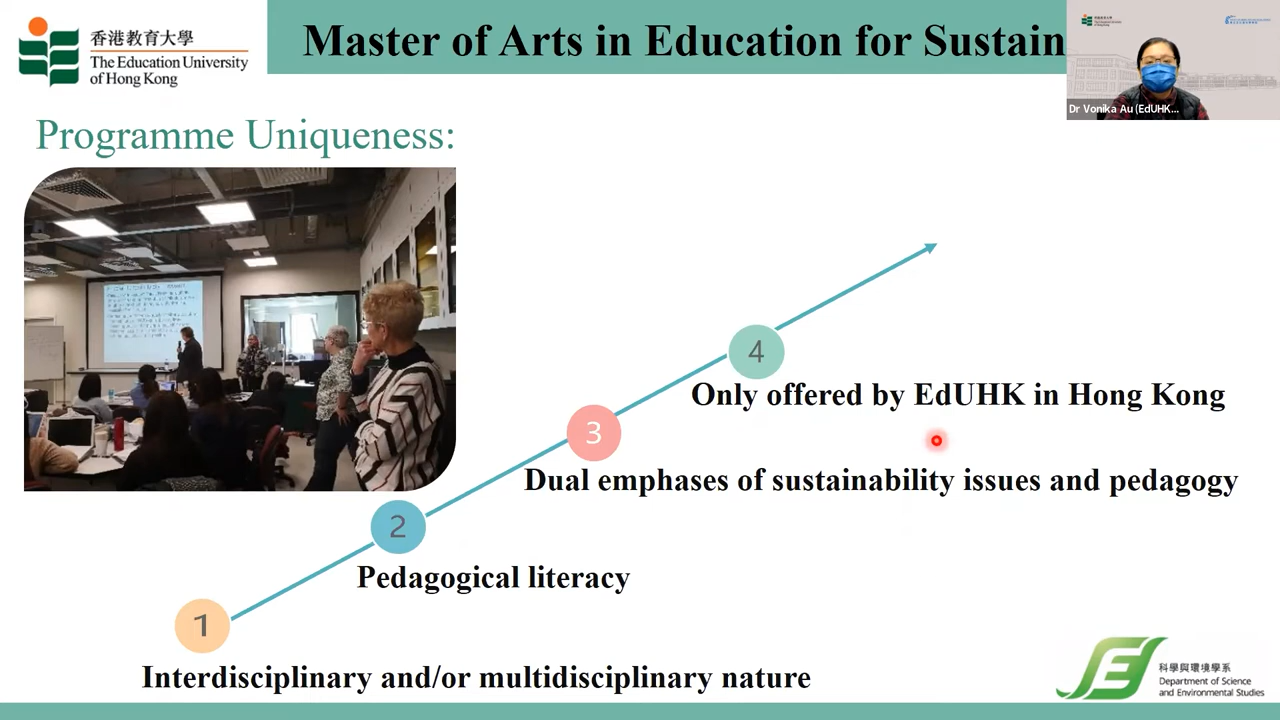 香港教育大學
The Education University
of Hong Kong
Master of Arts in Education for Sustain
Dr Vonika Au (EdUHK...
Programme Uniqueness:
4
Only offered by EdUHK in Hong Kong
3
Dual emphases of sustainability issues and pedagogy
2
Pedagogical literacy
1
Interdisciplinary and/or multidisciplinary nature
科學與環境學系
Department of Science
and Environmental Studies